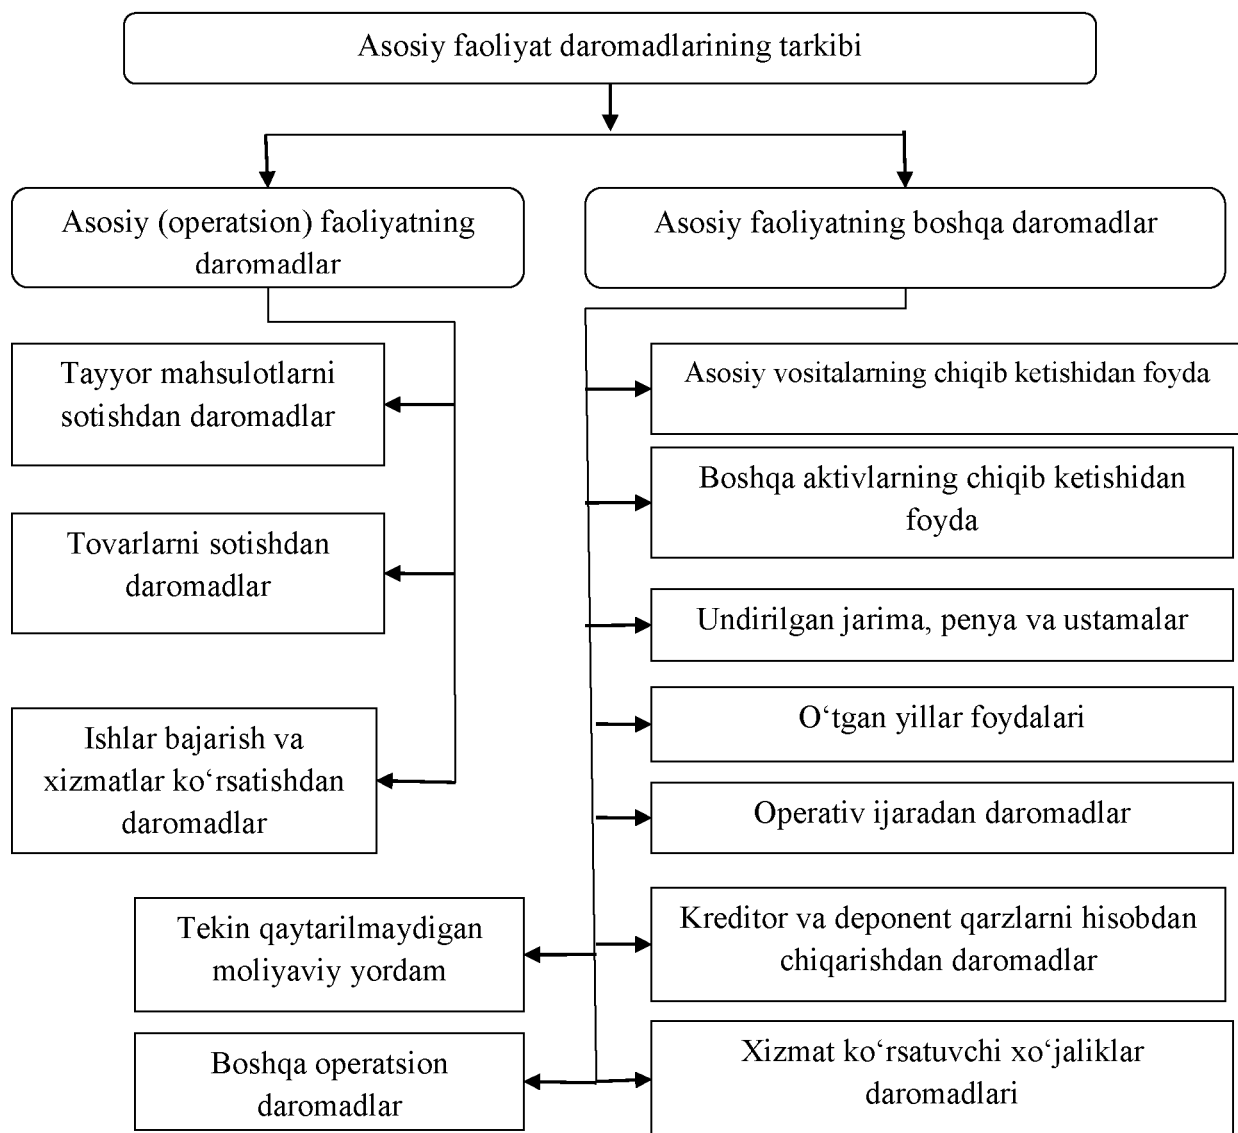 Asosiy faoliyat daromadlarining tarkibi
Asosiy (operatsion) faoliyatning
daromadlar
Asosiy faoliyatning boshqa daromadlar
Tayyor mahsulotlarni
sotishdan daromadlar
Tovarlarni sotishdan
daromadlar
Ishlar bajarish va
xizmatlar ko‘rsatishdan
daromadlar
Asosiy vositalarning chiqib ketishidan foyda
Boshqa aktivlarning chiqib ketishidan
foyda
Undirilgan jarima, penya va ustamalar
O‘tgan yillar foydalari
Operativ ijaradan daromadlar
Kreditor va deponent qarzlarni hisobdan
chiqarishdan daromadlar
Xizmat ko‘rsatuvchi xo‘jaliklar
daromadlari
Tekin qaytarilmaydigan
moliyaviy yordam
Boshqa operatsion
daromadlar